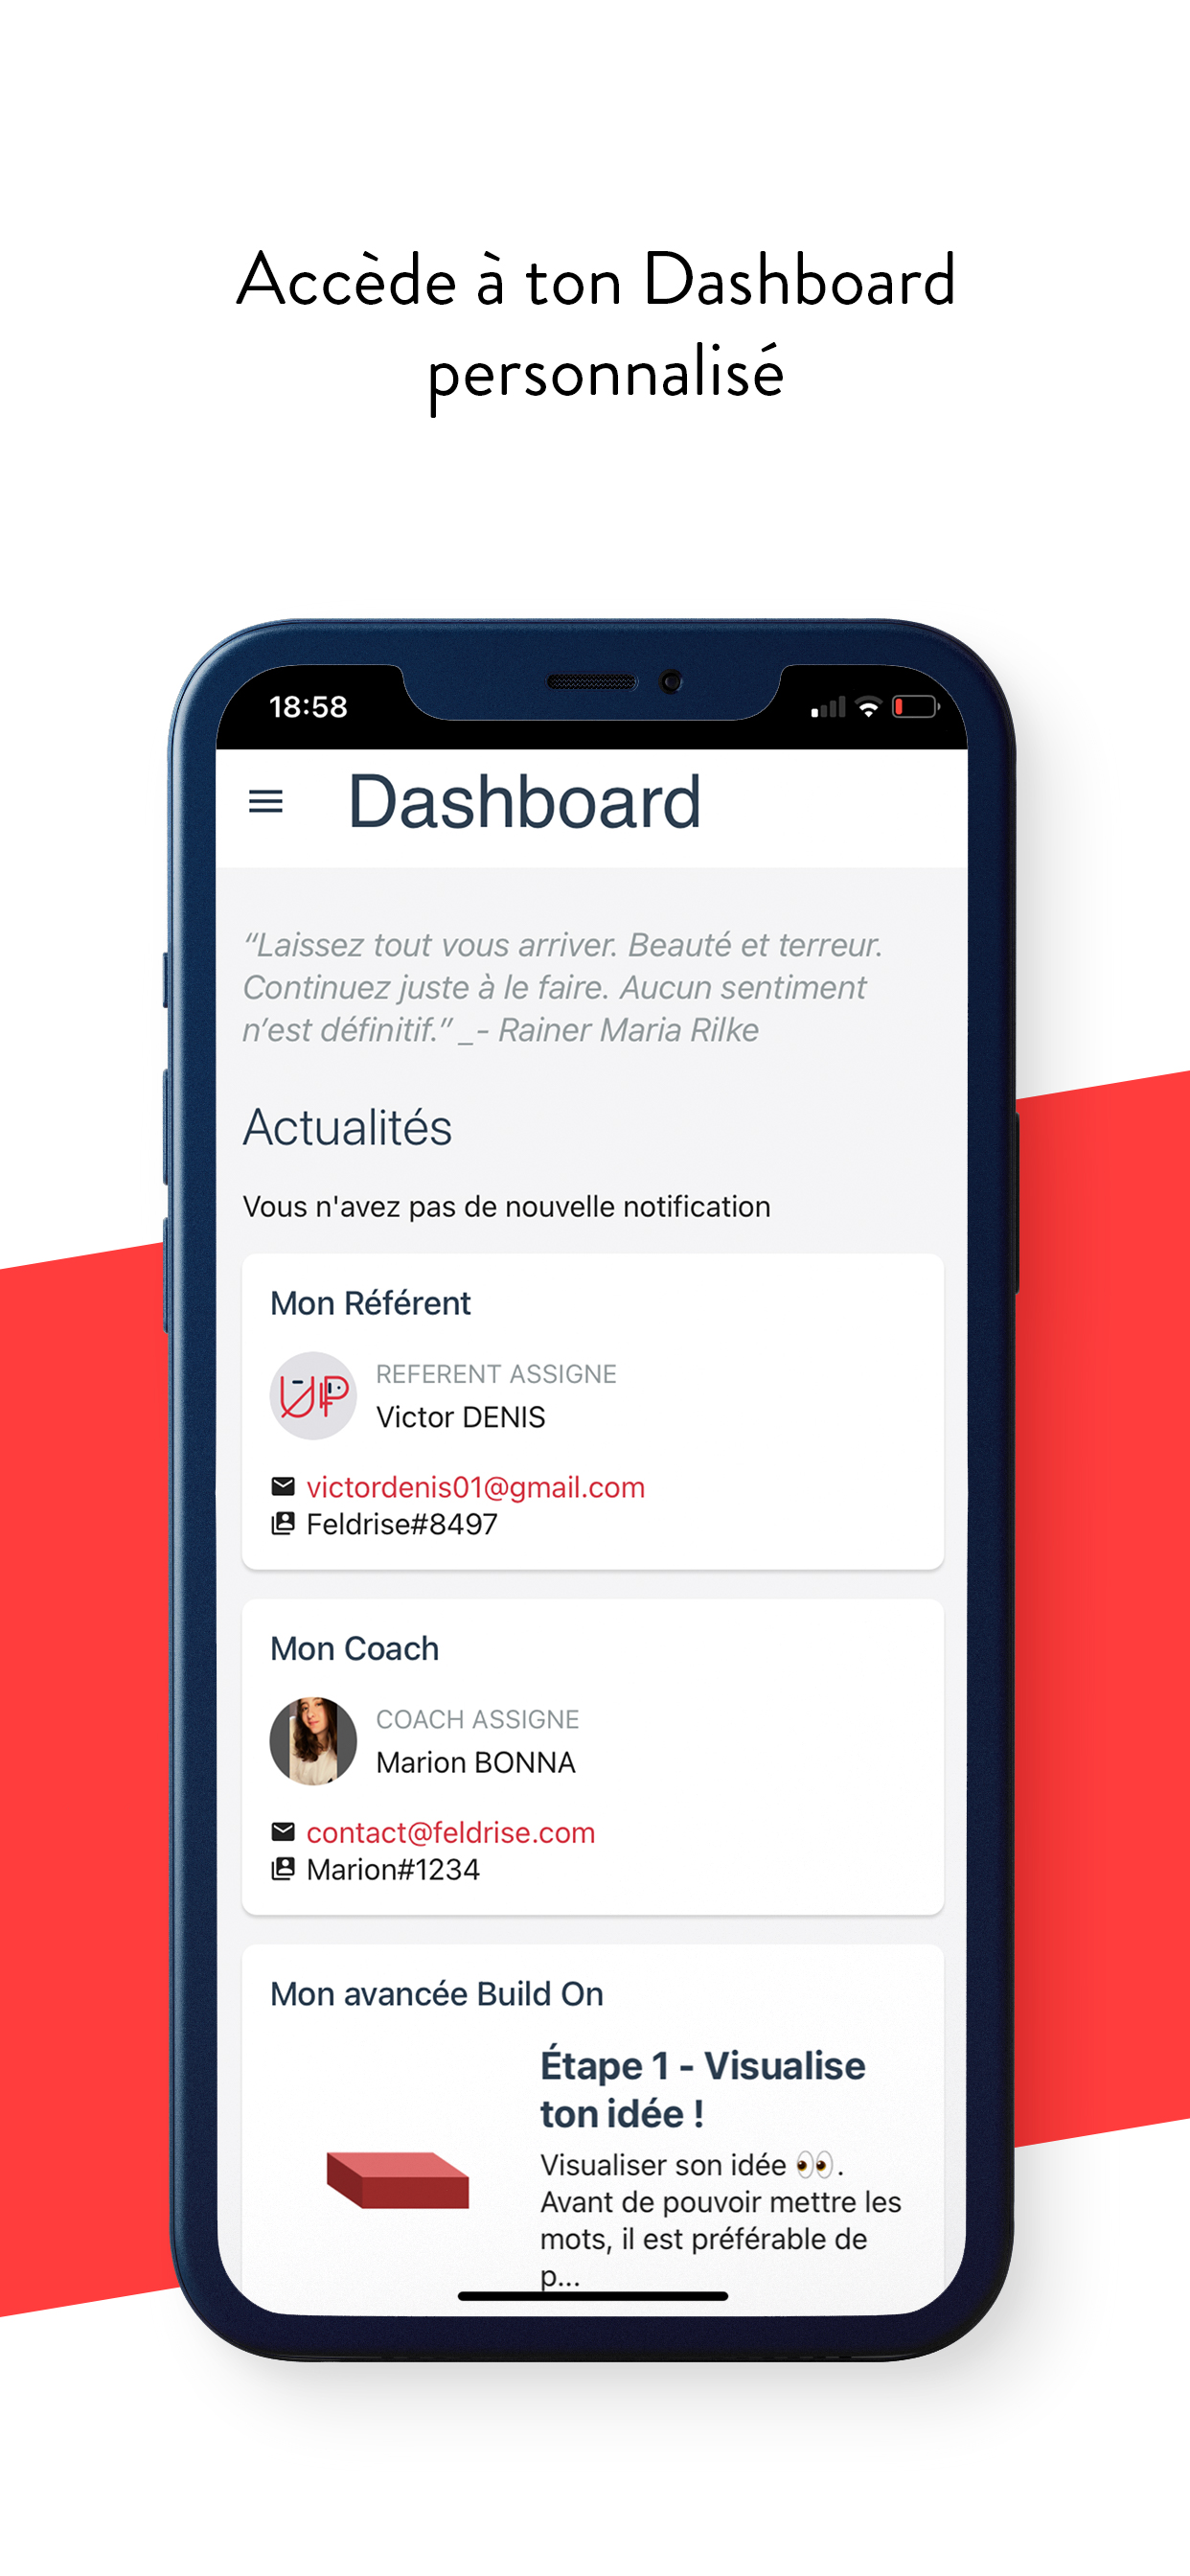 Accède à ton Dashboard
personnalisé
18:58
Dashboard
“Laissez tout vous arriver. Beauté et terreur.
Continuez juste à le faire. Aucun sentiment
n’est définitif.” _- Rainer Maria Rilke
Actualités
Vous n'avez pas de nouvelle notification
Mon Référent
UP
REFERENT ASSIGNE
Victor DENIS
victordenis01@gmail.com
Feldrise#8497
Mon Coach
COACH ASSIGNE
Marion BONNA
contact@feldrise.com
Marion#1234
Mon avancée Build On
Étape 1 - Visualise
ton idée !
Visualiser son idée 👀.
Avant de pouvoir mettre les
mots, il est préférable de
p...